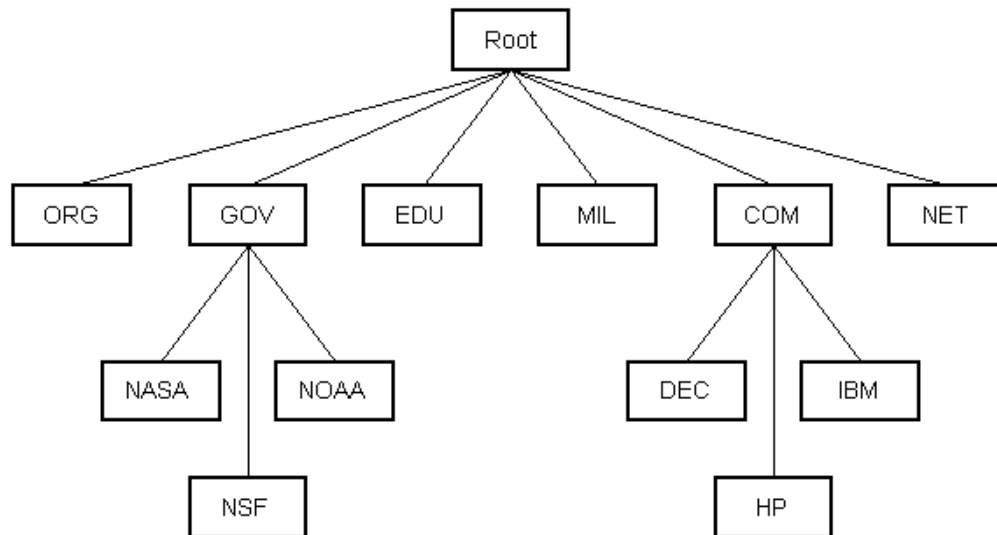 Root
ORG
GOV
EDU
MIL
COM
NET
NASA
NOAA
DEC
IBM
NSF
HP